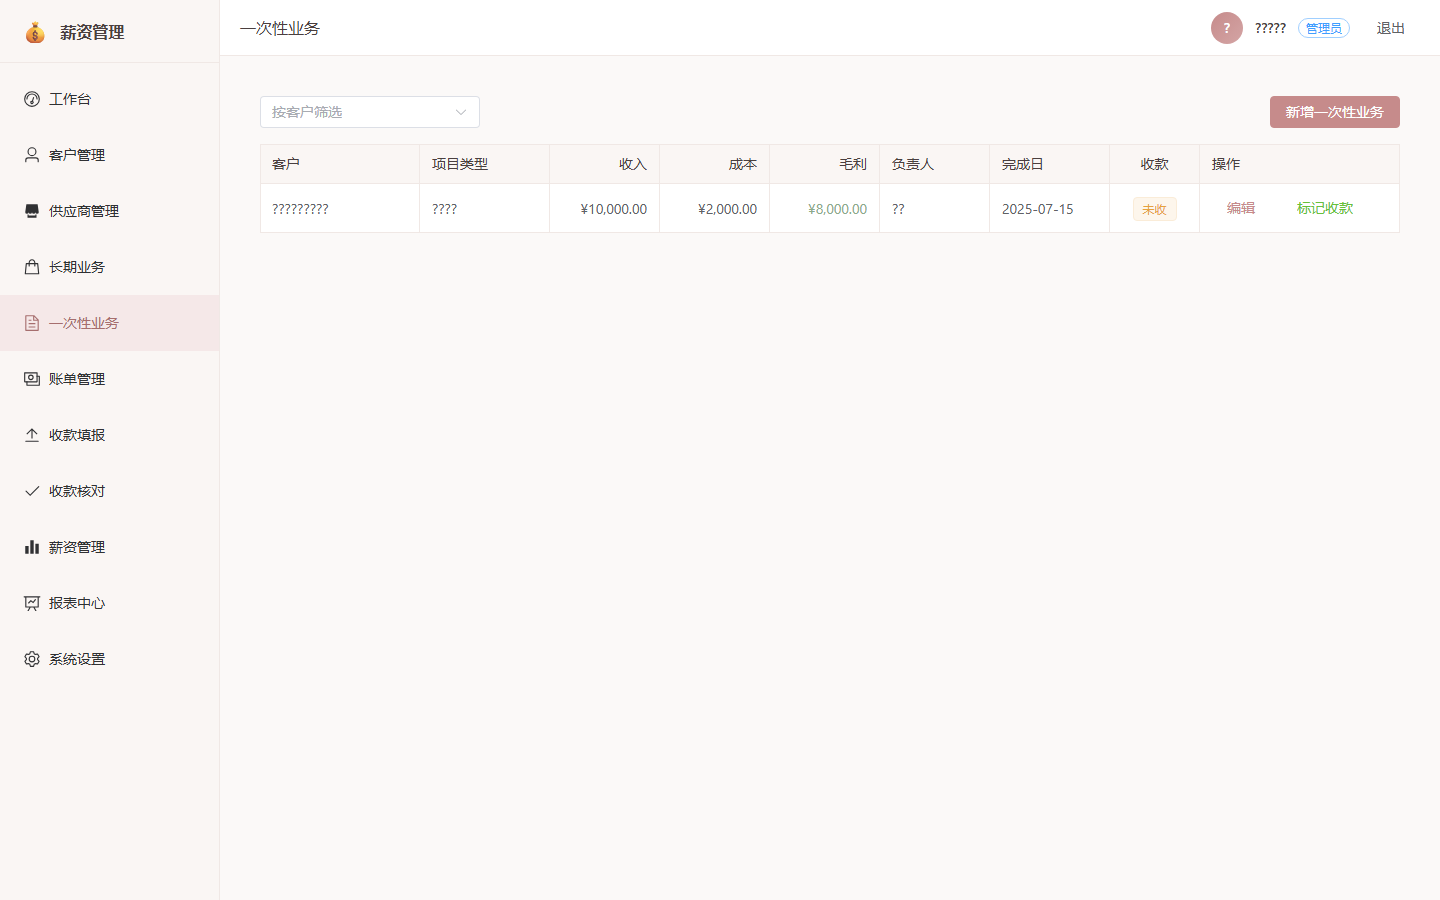 薪资管理
一次性业务
? ????? 管理员 退出
工作台
客户管理
供应商管理
长期业务
一次性业务
账单管理
收款填报
收款核对
薪资管理
报表中心
系统设置
按客户筛选
新增一次性业务
客户 项目类型 收入 成本 毛利 负责人 完成日 收款 操作
????????? ???? ¥10,000.00 ¥2,000.00 ¥8,000.00 ?? 2025-07-15 未收 编辑 标记收款